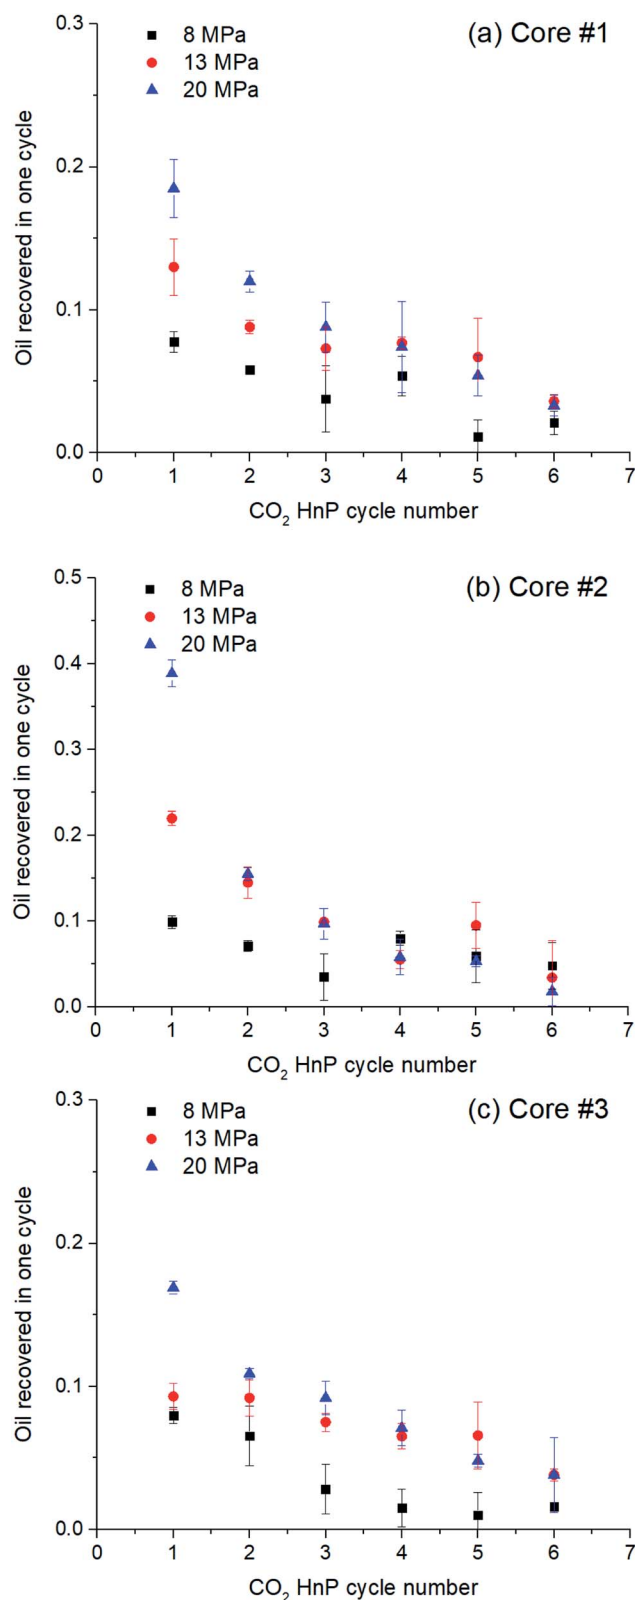 0.3
8 MPa
(a) Core #1
13 MPa
20 MPa
0.2
Oil recovered in one cycle
0.1
0.0
0 1 2 3 4 5 6 7
CO₂ HnP cycle number
0.5
8 MPa
(b) Core #2
13 MPa
20 MPa
0.4
0.3
Oil recovered in one cycle
0.2
0.1
0.0
0 1 2 3 4 5 6 7
CO₂ HnP cycle number
0.3
8 MPa
(c) Core #3
13 MPa
20 MPa
0.2
Oil recovered in one cycle
0.1
0.0
0 1 2 3 4 5 6 7
CO₂ HnP cycle number